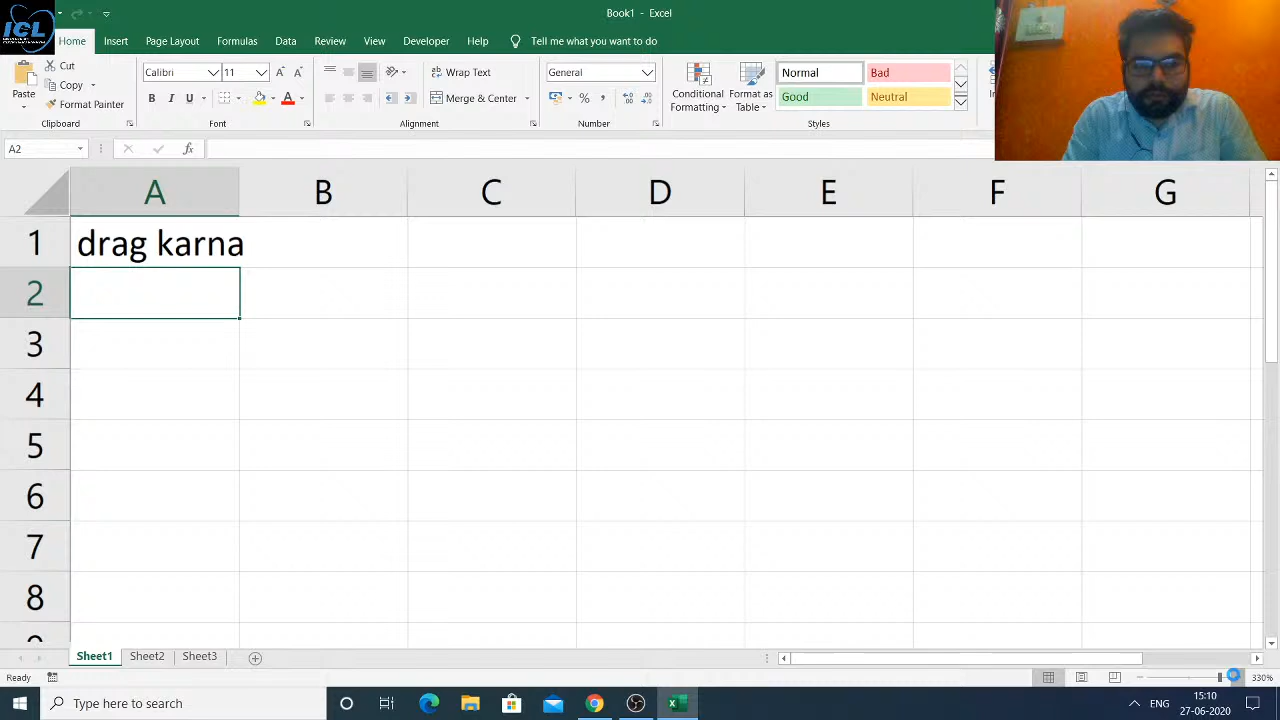 Book1 - Excel
ICL
Home Insert Page Layout Formulas Data Review View Developer Help Tell me what you want to do
Paste
Cut
Copy
Format Painter
Clipboard
Calibri 11
B I U
Font
Wrap Text
Merge & Center
Alignment
General
Number
Conditional Formatting
Format as Table
Normal Bad
Good Neutral
Styles
A2
A B C D E F G
1 drag karna
2
3
4
5
6
7
8
Sheet1 Sheet2 Sheet3
Ready 330%
Type here to search
ENG
15:10
27-06-2020